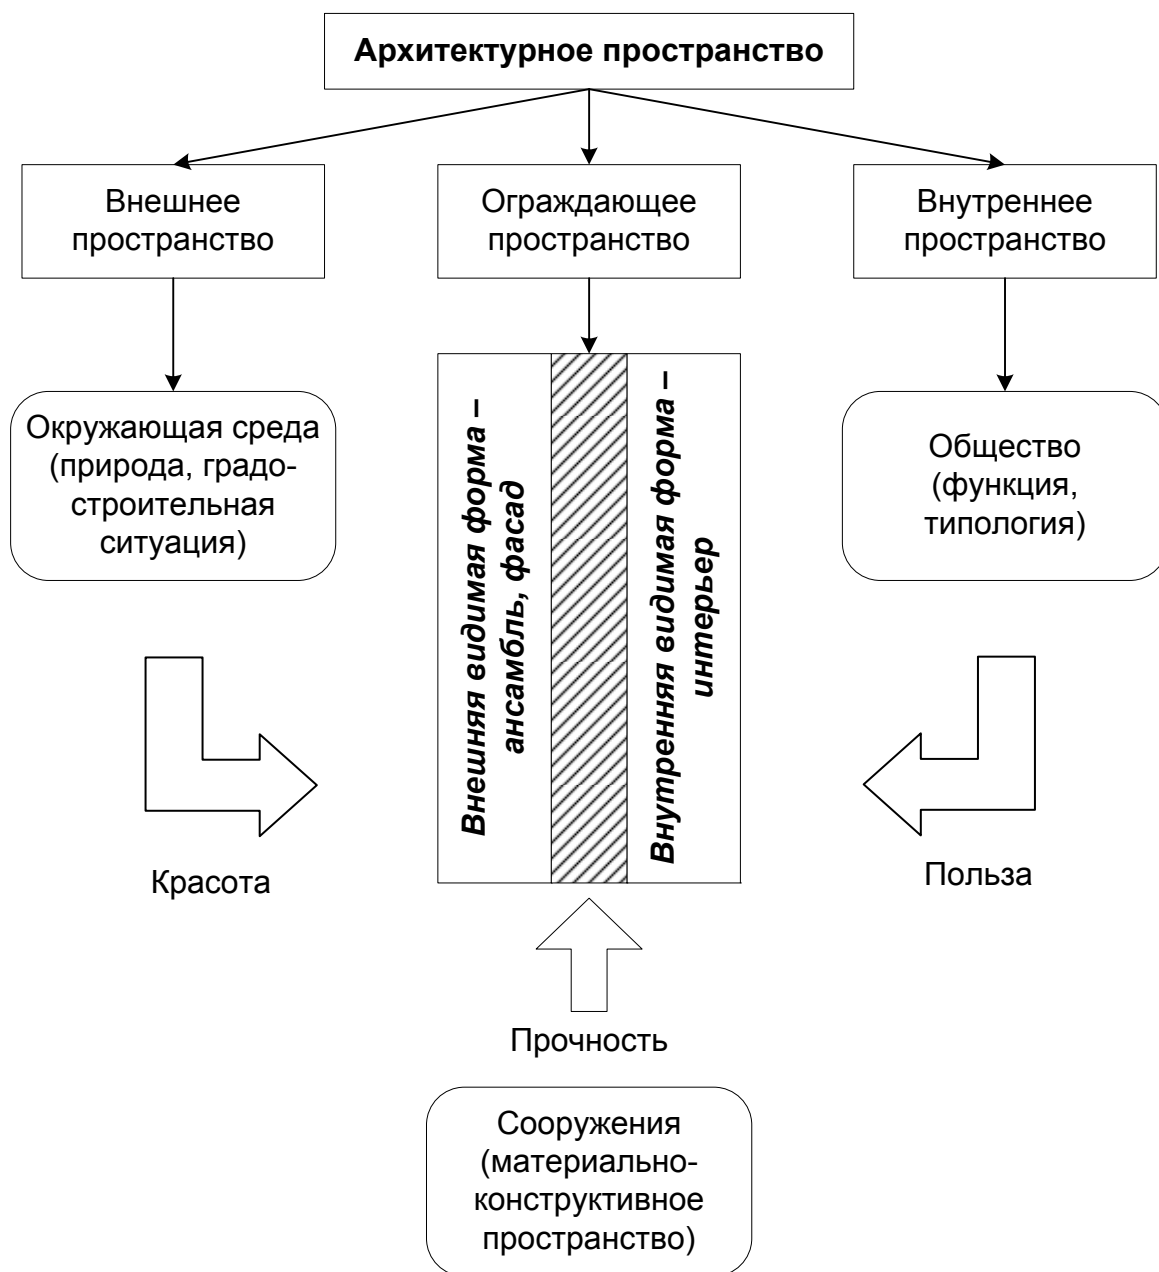 Архитектурное пространство
Внешнее
пространство
Ограждающее
пространство
Внутреннее
пространство
Окружающая среда
(природа, градо-
строительная
ситуация)
Внешняя видимая форма –
ансамбль, фасад
Внутренняя видимая форма –
интерьер
Общество
(функция,
типология)
Красота
Польза
Прочность
Сооружения
(материально-
конструктивное
пространство)